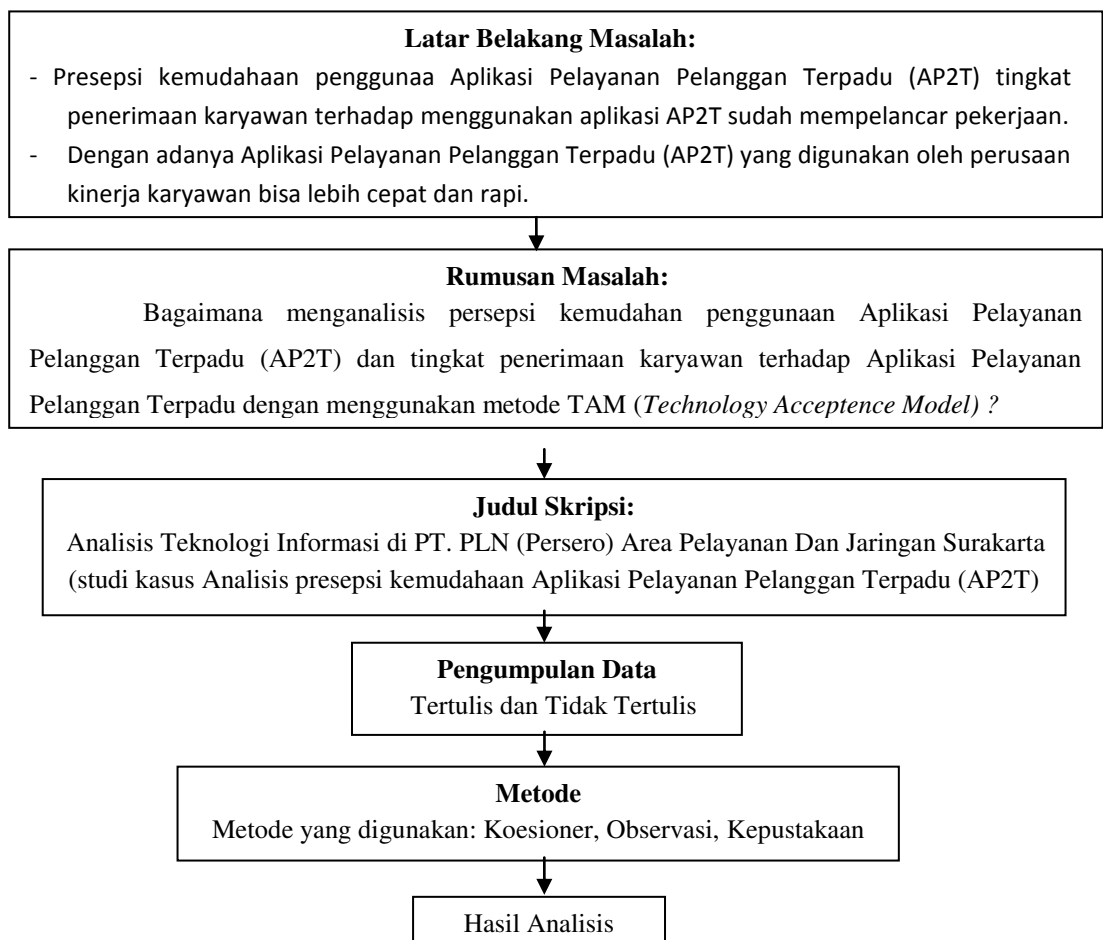 Latar Belakang Masalah:
- Presepsi kemudahaan penggunaa Aplikasi Pelayanan Pelanggan Terpadu (AP2T) tingkat
penerimaan karyawan terhadap menggunakan aplikasi AP2T sudah mempelancar pekerjaan.
- Dengan adanya Aplikasi Pelayanan Pelanggan Terpadu (AP2T) yang digunakan oleh perusaan
kinerja karyawan bisa lebih cepat dan rapi.
Rumusan Masalah:
Bagaimana menganalisis persepsi kemudahan penggunaan Aplikasi Pelayanan
Pelanggan Terpadu (AP2T) dan tingkat penerimaan karyawan terhadap Aplikasi Pelayanan
Pelanggan Terpadu dengan menggunakan metode TAM (Technology Acceptence Model) ?
Judul Skripsi:
Analisis Teknologi Informasi di PT. PLN (Persero) Area Pelayanan Dan Jaringan Surakarta
(studi kasus Analisis presepsi kemudahaan Aplikasi Pelayanan Pelanggan Terpadu (AP2T)
Pengumpulan Data
Tertulis dan Tidak Tertulis
Metode
Metode yang digunakan: Koesioner, Observasi, Kepustakaan
Hasil Analisis